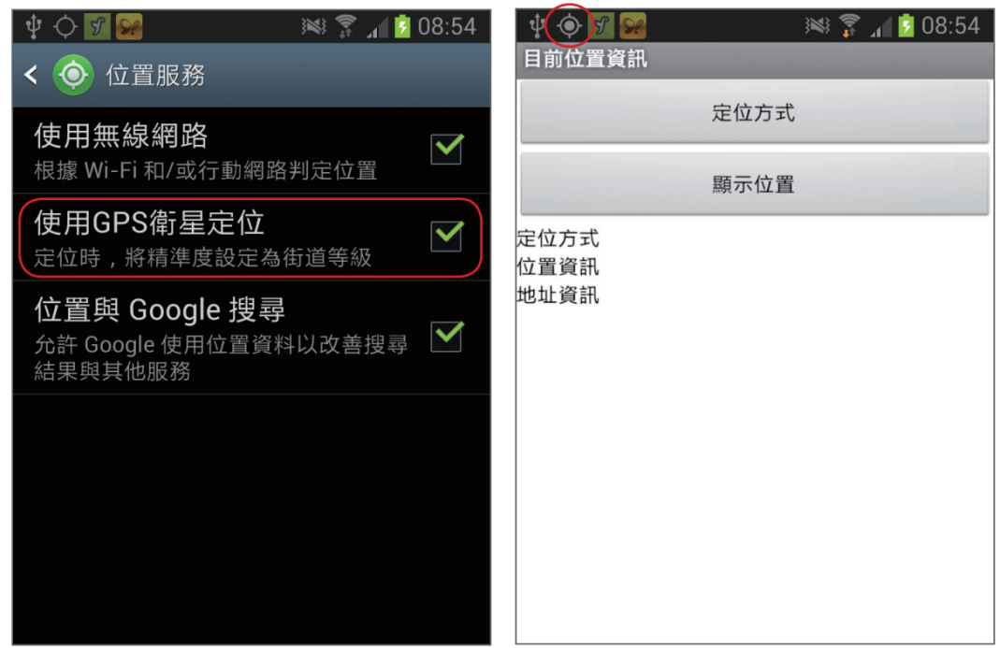 08:54
位置服務
使用無線網路
根據 Wi-Fi 和/或行動網路判定位置
使用GPS衛星定位
定位時，將精準度設定為街道等級
位置與 Google 搜尋
允許 Google 使用位置資料以改善搜尋
結果與其他服務
08:54
目前位置資訊
定位方式
顯示位置
定位方式
位置資訊
地址資訊